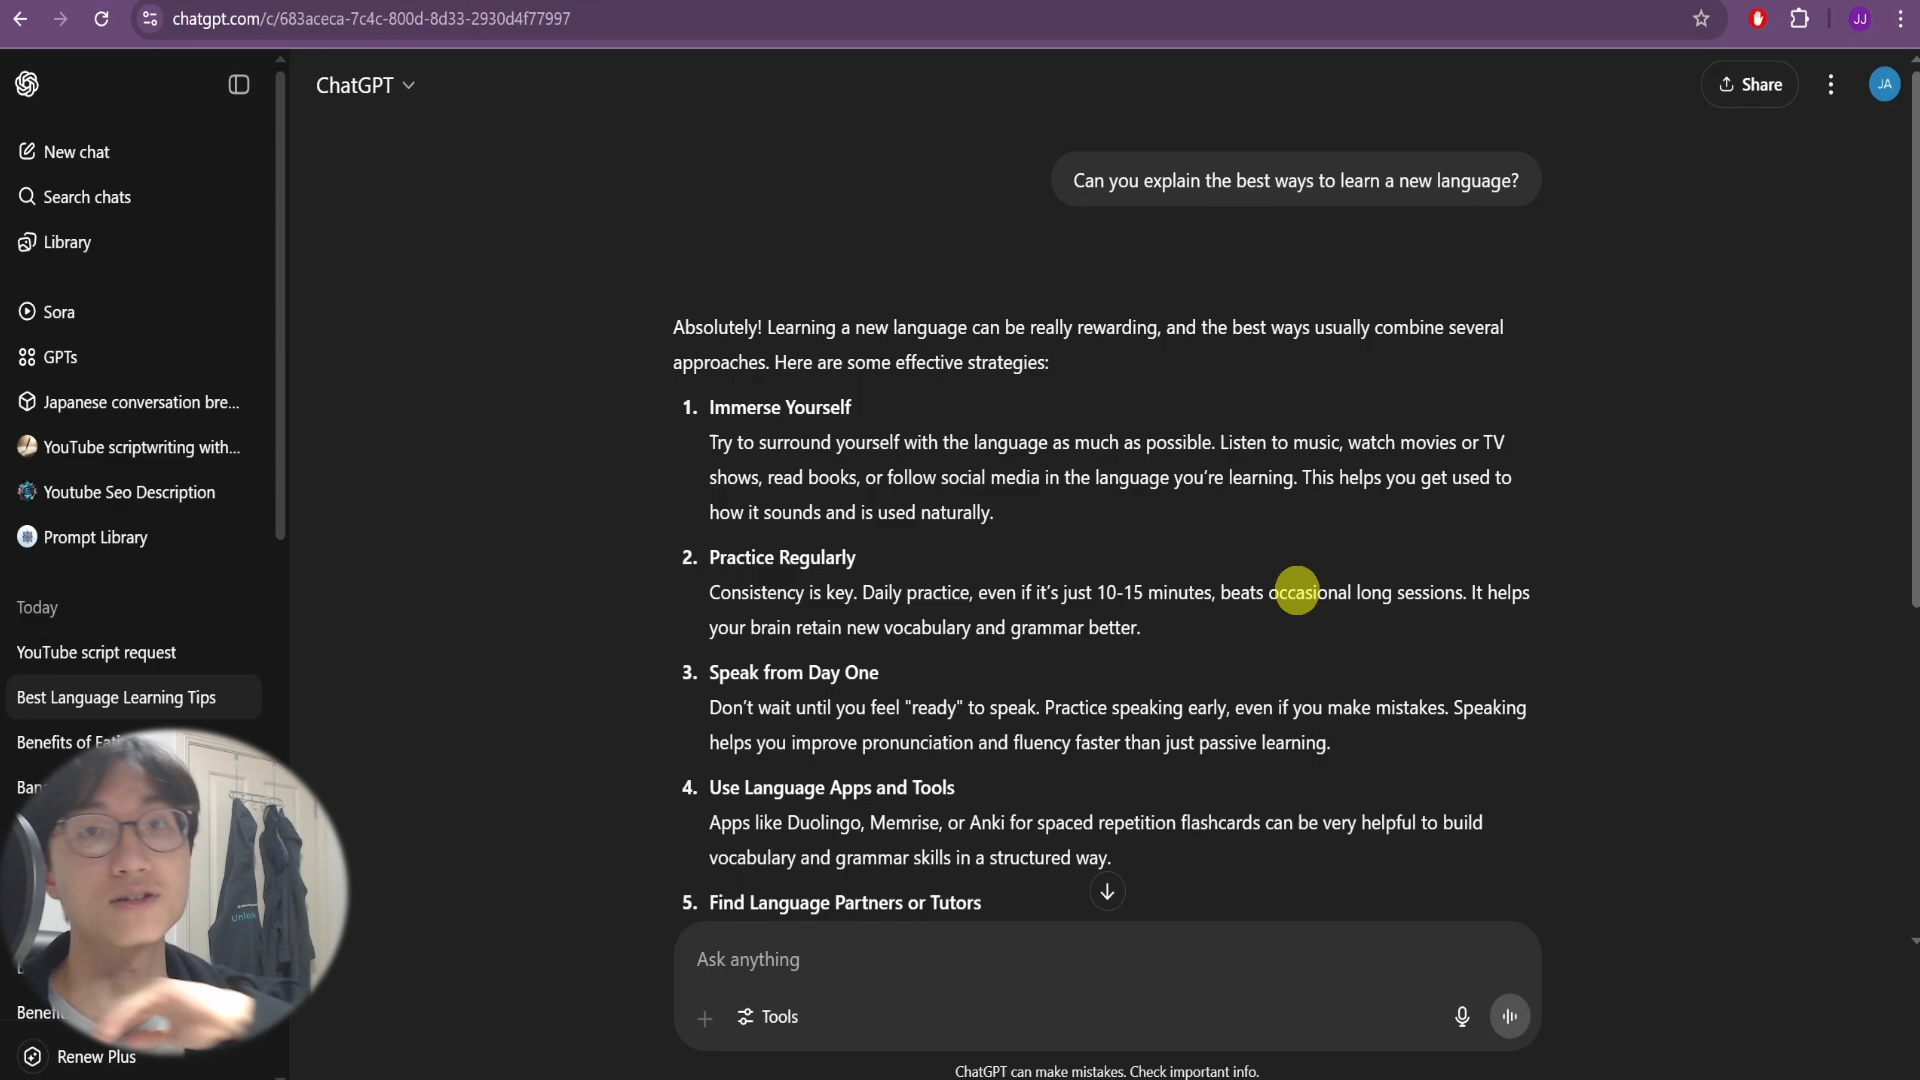 chatgpt.com/c/683aceca-7c4c-800d-8d33-2930d4f77997
JJ
ChatGPT
Share
JA
New chat
Search chats
Library
Sora
GPTs
Japanese conversation bre...
YouTube scriptwriting with...
Youtube Seo Description
Prompt Library
Today
YouTube script request
Best Language Learning Tips
Benefits of
Renew Plus
Can you explain the best ways to learn a new language?
Absolutely! Learning a new language can be really rewarding, and the best ways usually combine several
approaches. Here are some effective strategies:
1. Immerse Yourself
Try to surround yourself with the language as much as possible. Listen to music, watch movies or TV
shows, read books, or follow social media in the language you’re learning. This helps you get used to
how it sounds and is used naturally.
2. Practice Regularly
Consistency is key. Daily practice, even if it’s just 10-15 minutes, beats occasional long sessions. It helps
your brain retain new vocabulary and grammar better.
3. Speak from Day One
Don’t wait until you feel "ready" to speak. Practice speaking early, even if you make mistakes. Speaking
helps you improve pronunciation and fluency faster than just passive learning.
4. Use Language Apps and Tools
Apps like Duolingo, Memrise, or Anki for spaced repetition flashcards can be very helpful to build
vocabulary and grammar skills in a structured way.
5. Find Language Partners or Tutors
Ask anything
Tools
ChatGPT can make mistakes. Check important info.